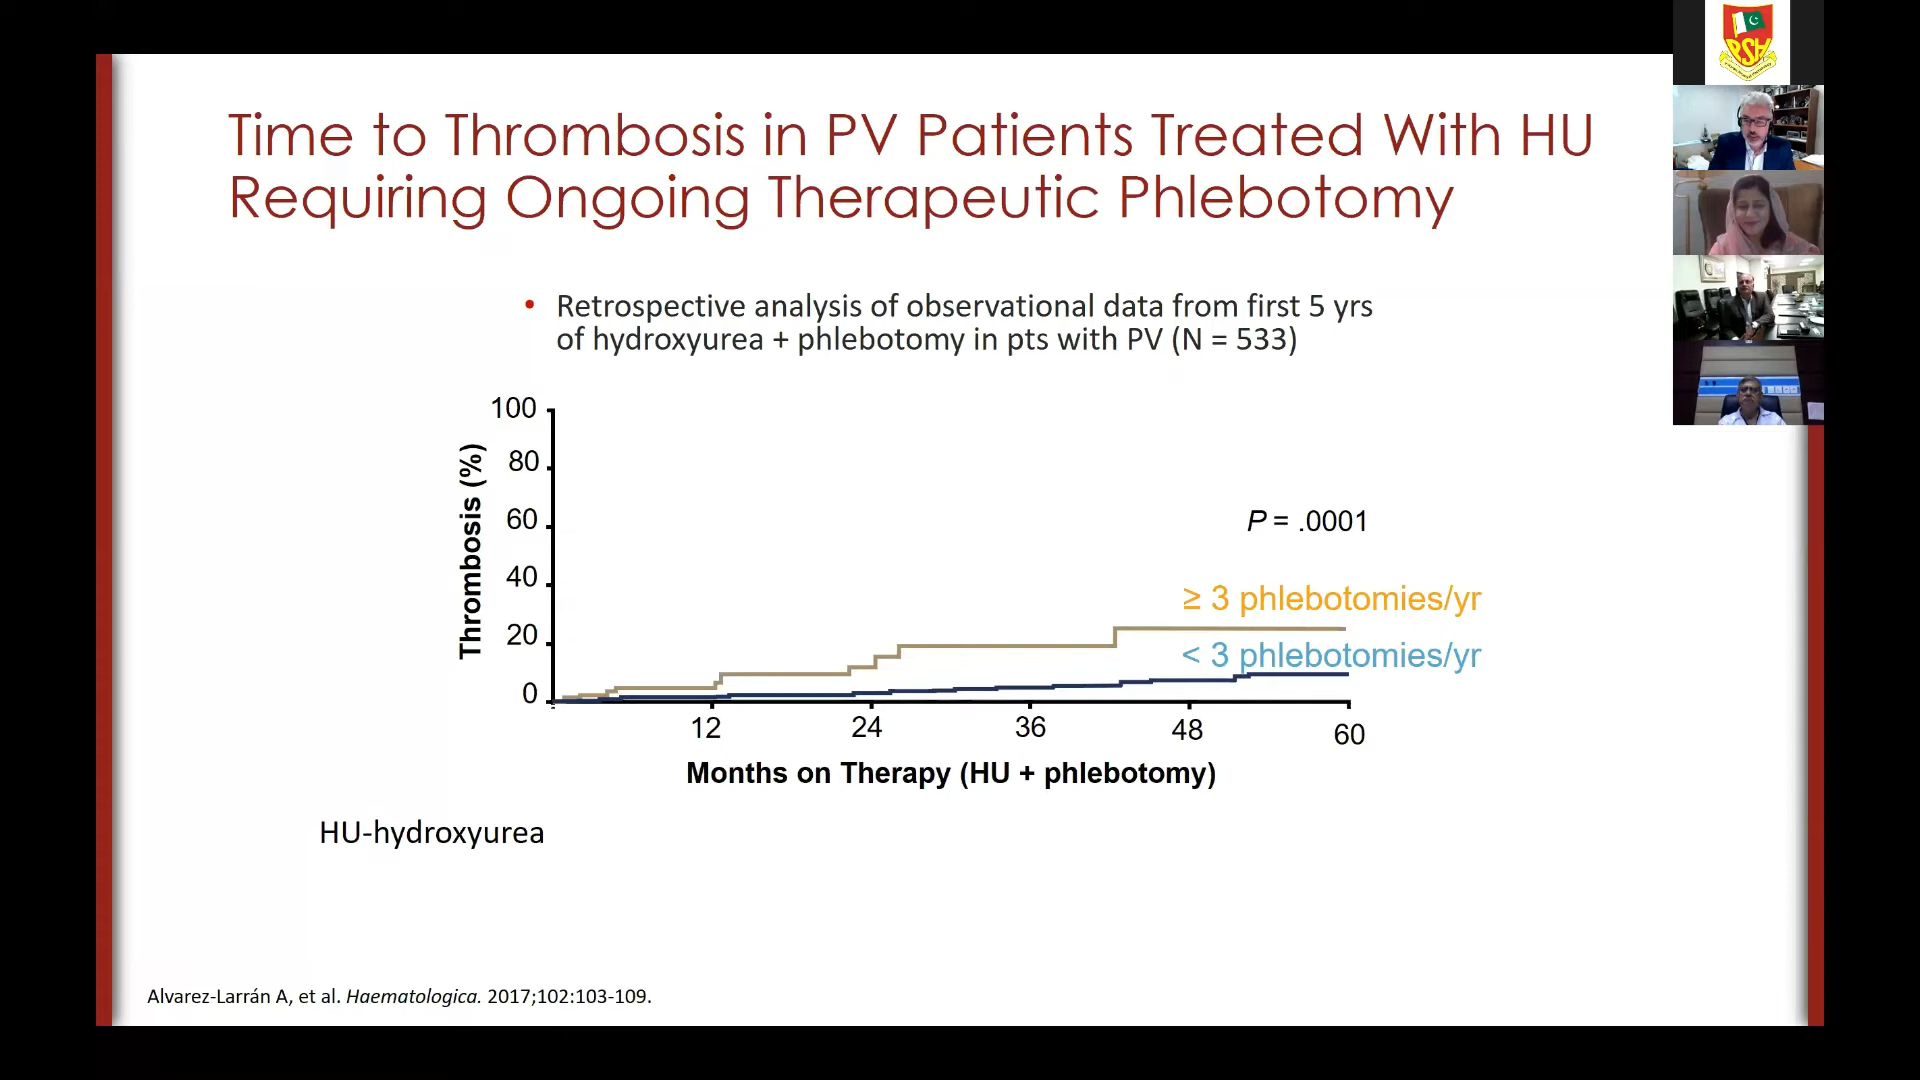 Time to Thrombosis in PV Patients Treated With HU
Requiring Ongoing Therapeutic Phlebotomy
• Retrospective analysis of observational data from first 5 yrs
of hydroxyurea + phlebotomy in pts with PV (N = 533)
100
80
60
40
20
0
Thrombosis (%)
P = .0001
≥ 3 phlebotomies/yr
< 3 phlebotomies/yr
12 24 36 48 60
Months on Therapy (HU + phlebotomy)
HU-hydroxyurea
Alvarez-Larrán A, et al. Haematologica. 2017;102:103-109.
PSH